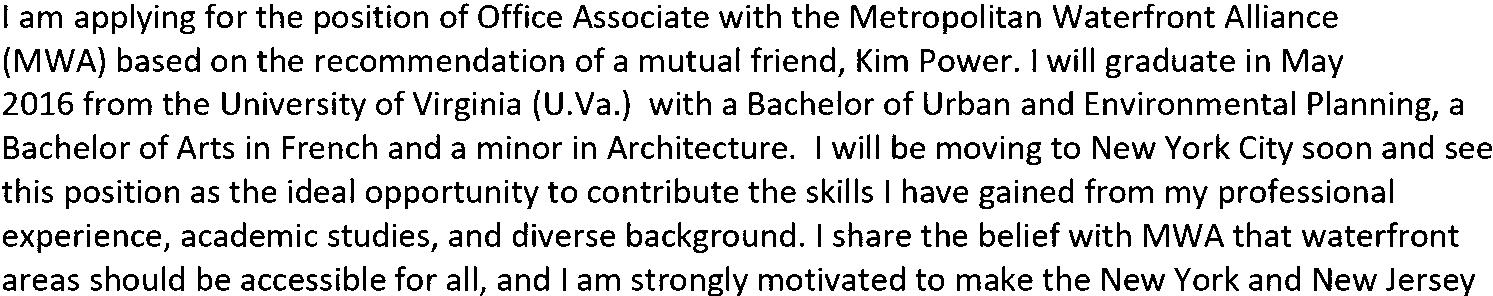 I am applying for the position of Office Associate with the Metropolitan Waterfront Alliance
(MWA) based on the recommendation of a mutual friend, Kim Power. I will graduate in May
2016 from the University of Virginia (U.Va.)  with a Bachelor of Urban and Environmental Planning, a
Bachelor of Arts in French and a minor in Architecture.  I will be moving to New York City soon and see
this position as the ideal opportunity to contribute the skills I have gained from my professional
experience, academic studies, and diverse background. I share the belief with MWA that waterfront
areas should be accessible for all, and I am strongly motivated to make the New York and New Jersey